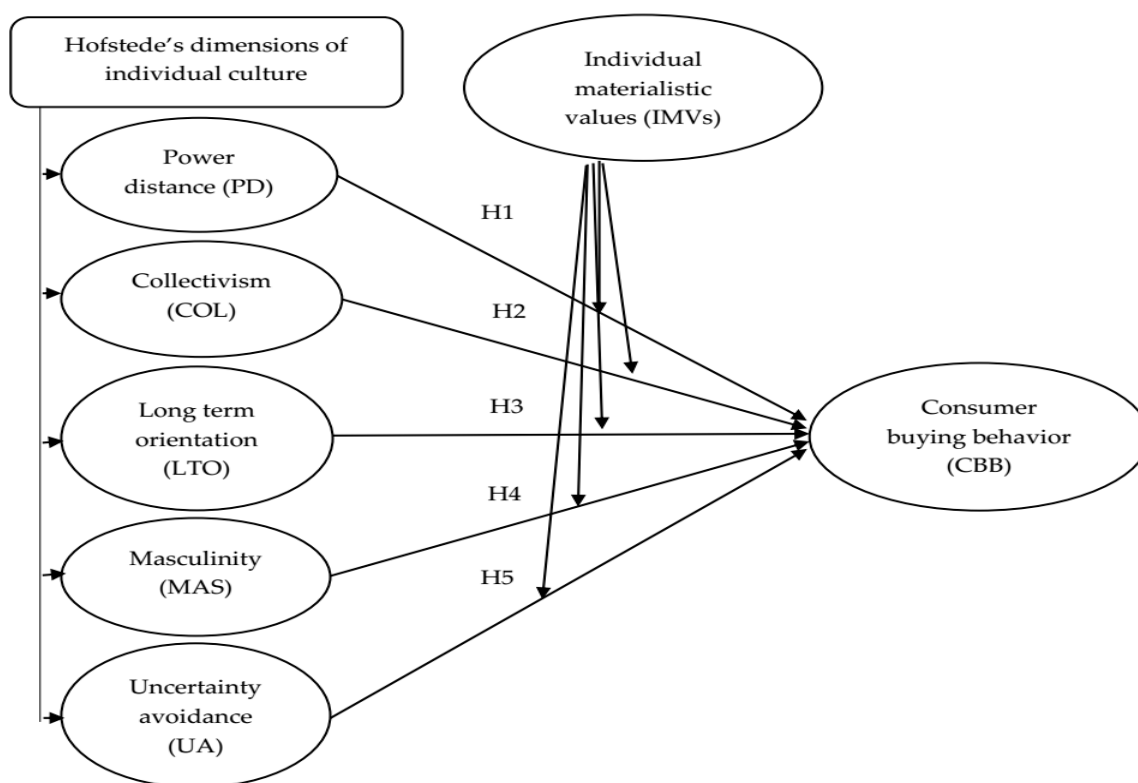 Hofstede’s dimensions of
individual culture
Individual
materialistic
values (IMVs)
Power
distance (PD)
H1
Collectivism
(COL)
H2
Long term
orientation
(LTO)
H3
Consumer
buying behavior
(CBB)
H4
Masculinity
(MAS)
H5
Uncertainty
avoidance
(UA)